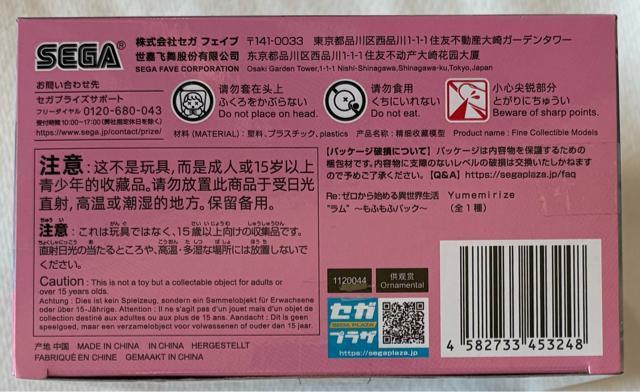 SEGA
株式会社セガ フェイブ 〒141-0033 東京都品川区西品川1-1-1 住友不動産大崎ガーデンタワー
世嘉飞舞股份有限公司 东京都品川区西品川1-1-1 住友不动产大崎花园大厦
SEGA FAVE CORPORATION Osaki Garden Tower,1-1-1 Nishi-Shinagawa,Shinagawa-ku,Tokyo,Japan
お問い合わせ先
セガプライズサポート
フリーダイヤル 0120-680-043
https://www.sega.jp/contact/prize/
请勿套在头上
ふくろをかぶらない
Do not place on head.
请勿食用
くちにいれない
Do not eat.
小心尖锐部分
とがりにちゅうい
Beware of sharp points.
材料 (MATERIAL) : 塑料、プラスチック、plastics 产品名称 : 精细收藏模型 Product name : Fine Collectible Models
注意 : 这不是玩具,而是成人或15岁以上
青少年的收藏品。请勿放置此商品于受日光
直射,高温或潮湿的地方。保留备用。
注意 : これは玩具ではなく、15歳以上向けの収集品です。
直射日光の当たるところや、高温・多湿な場所には放置しないで
ください。
Caution : This is not a toy but a collectable object for adults or
over 15 years olds.
Achtung : Dies ist kein Spielzeug, sondern ein Sammelobjekt für Erwachsene
oder über 15-Jährige. Attention : Il ne s'agit pas d'un jouet mais d'un objet de
collection destiné aux adultes ou aux plus de 15 ans. Aandacht : Dit is geen
speelgoed, maar een verzamelobject voor volwassenen of ouder dan 15 jaar.
产地 中国 MADE IN CHINA IN CHINA HERGESTELLT
FABRIQUÉ EN CHINE GEMAAKT IN CHINA
【パッケージ破損について】パッケージは内容物を保護するための
梱包材です。内容物に支障のないレベルの破損は交換いたしかねます
ので予めご了承ください。【Q&A】https://segaplaza.jp/faq
Re:ゼロから始める異世界生活 Yumemirize
"ラム" ～もふもふパック～ (全1種)
1120044
供观赏
Ornamental
セガ
SEGA PLAZA
プラザ
https://segaplaza.jp
4 582733 453248